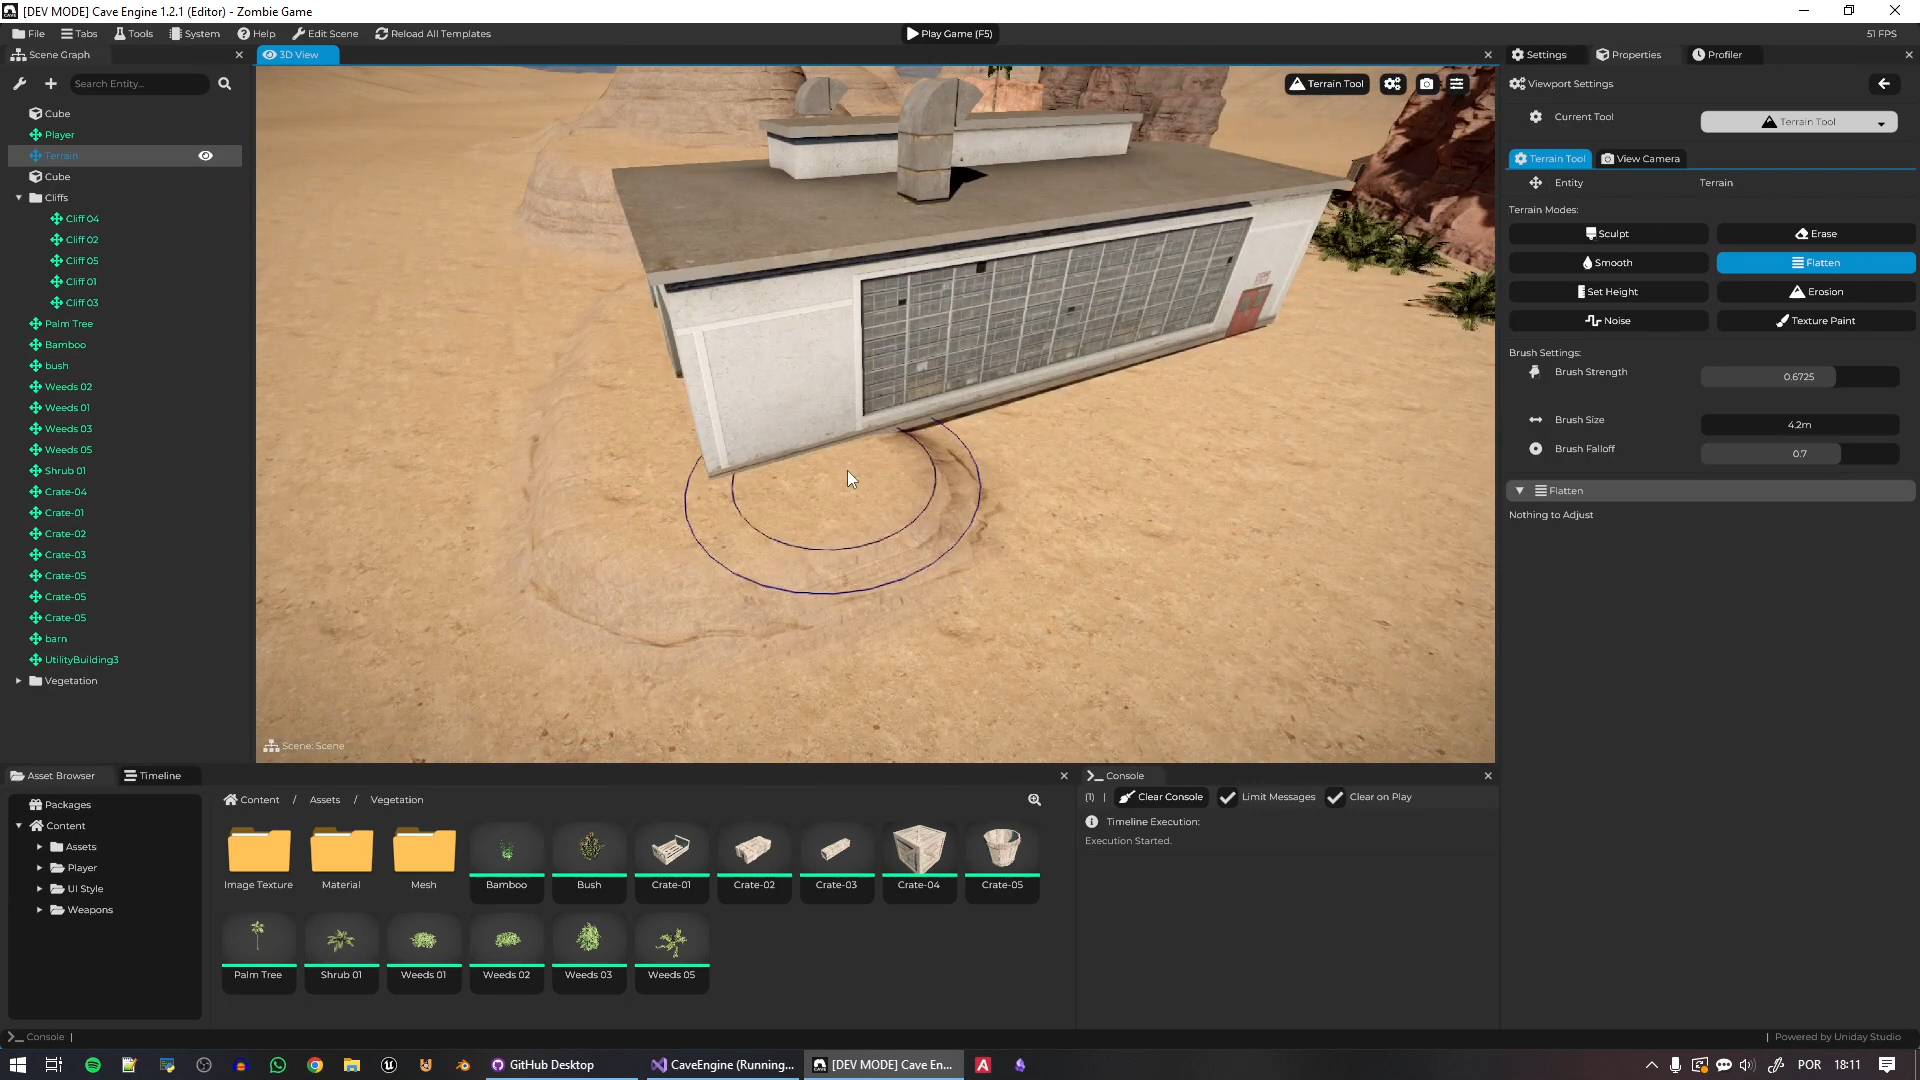 [DEV MODE] Cave Engine 1.2.1 (Editor) - Zombie Game
File Tabs Tools System Help Edit Scene Reload All Templates
Play Game (F5)
51 FPS
Scene Graph
3D View
Settings Properties Profiler
Search Entity...
Terrain Tool
Viewport Settings
Cube
Player
Terrain
Cube
Cliffs
Cliff 04
Cliff 02
Cliff 05
Cliff 01
Cliff 03
Palm Tree
Bamboo
bush
Weeds 02
Weeds 01
Weeds 03
Weeds 05
Shrub 01
Crate-04
Crate-01
Crate-02
Crate-03
Crate-05
Crate-05
Crate-05
barn
UtilityBuilding3
Vegetation
Scene: Scene
Current Tool
Terrain Tool
Terrain Tool View Camera
Entity Terrain
Terrain Modes:
Sculpt Erase
Smooth Flatten
Set Height Erosion
Noise Texture Paint
Brush Settings:
Brush Strength 0.6725
Brush Size 4.2m
Brush Falloff 0.7
Flatten
Nothing to Adjust
Asset Browser Timeline
Packages
Content
Assets
Player
UI Style
Weapons
Content / Assets / Vegetation
Image Texture Material Mesh Bamboo Bush Crate-01 Crate-02 Crate-03 Crate-04 Crate-05
Palm Tree Shrub 01 Weeds 01 Weeds 02 Weeds 03 Weeds 05
Console
(1) | Clear Console Limit Messages Clear on Play
Timeline Execution:
Execution Started.
Console |
Powered by Uniday Studio
GitHub Desktop
CaveEngine (Running...
[DEV MODE] Cave En...
POR 18:11